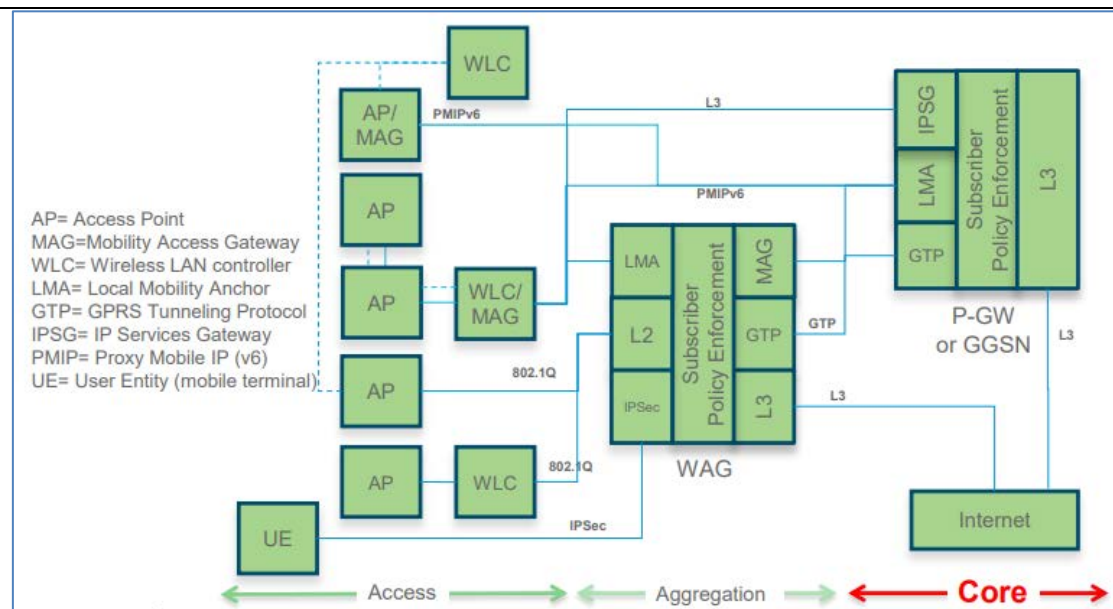 WLC
AP/
MAG
PMIPv6
L3
IPSG
LMA
GTP
Subscriber
Policy Enforcement
L3
P-GW
or GGSN
L3
AP
PMIPv6
AP= Access Point
MAG=Mobility Access Gateway
WLC= Wireless LAN controller
LMA= Local Mobility Anchor
GTP= GPRS Tunneling Protocol
IPSG= IP Services Gateway
PMIP= Proxy Mobile IP (v6)
UE= User Entity (mobile terminal)
AP
WLC/
MAG
LMA
L2
IPSec
Subscriber
Policy Enforcement
MAG
GTP
L3
WAG
GTP
L3
AP
802.1Q
AP
WLC
802.1Q
UE
IPSec
Internet
Access
Aggregation
Core